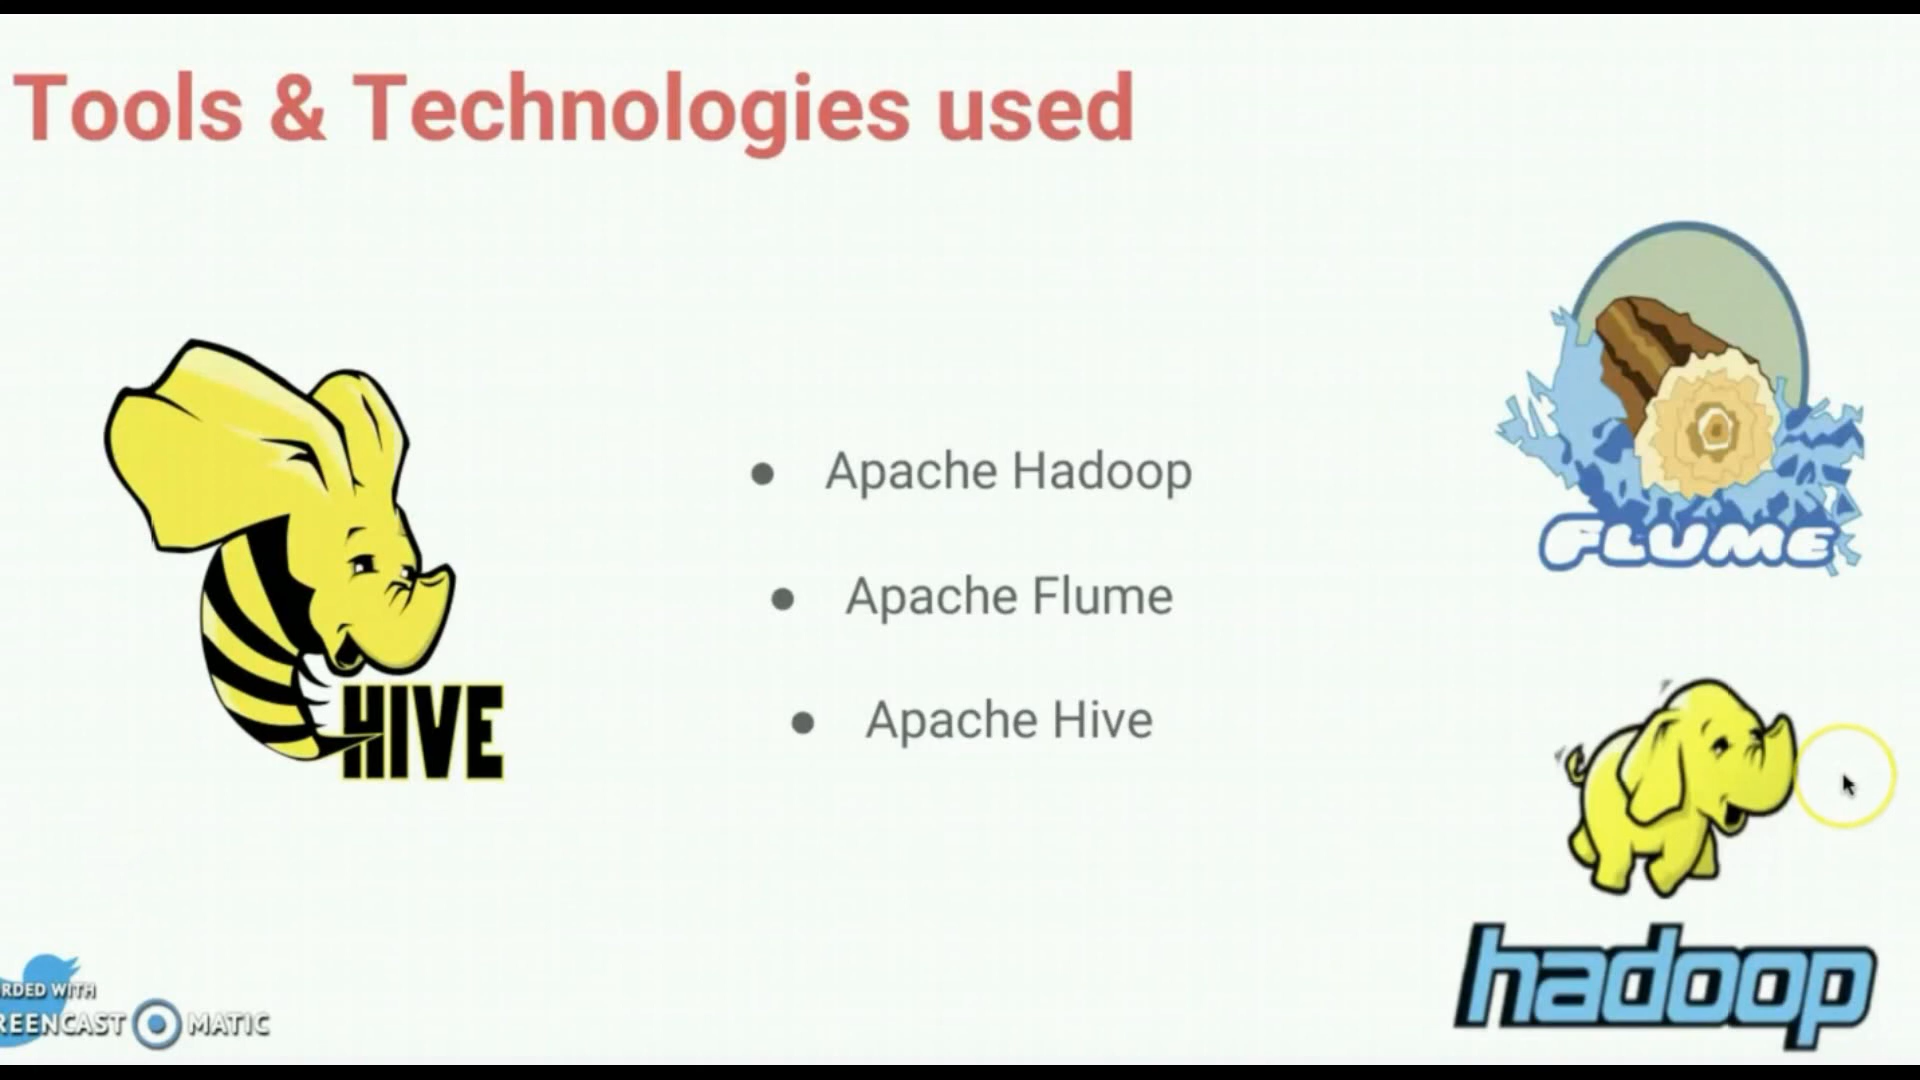 Tools & Technologies used
FLUME
● Apache Hadoop
● Apache Flume
● Apache Hive
HIVE
hadoop
RDED WITH
REENCAST MATIC